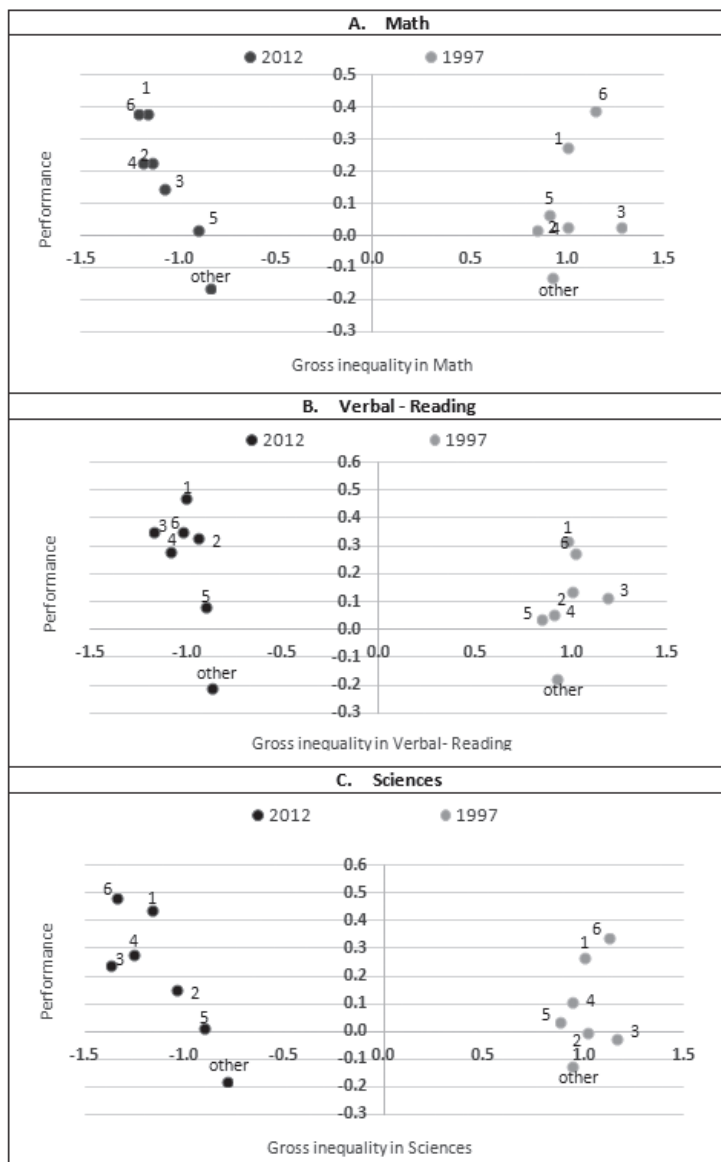 A. Math
2012 1997
0.5
1
6
6 0.4
0.3
1
2
4 0.2
3
Performance
5
5 3
0.1
2 4
0.0
-1.5 -1.0 -0.5 0.0 0.5 1.0 1.5
other -0.1
other
-0.2
-0.3
Gross inequality in Math
B. Verbal - Reading
2012 1997
0.6
1 0.5
0.4
3 6
4 2 0.3
1
6
0.2
Performance
5 0.1
2 3
5 4
0.0
-1.5 -1.0 -0.5 0.0 0.5 1.0 1.5
-0.1
other -0.2
other
-0.3
Gross inequality in Verbal- Reading
C. Sciences
2012 1997
0.6
6 1 0.5
0.4
4 1 6
3 0.3
0.2
2 4
0.1
Performance
5 5
2 3
0.0
-1.5 -1.0 -0.5 0.0 0.5 1.0 1.5
-0.1
other other
-0.2
-0.3
Gross inequality in Sciences